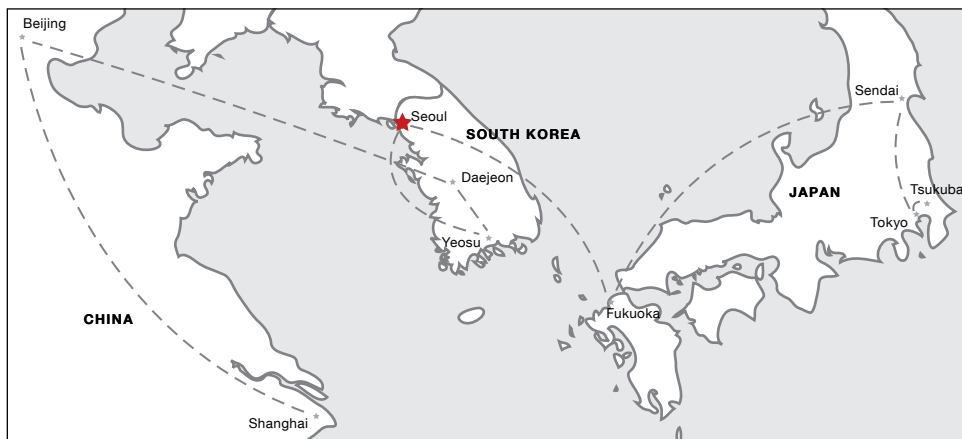 Beijing
Sendai
Seoul
SOUTH KOREA
Daejeon
JAPAN
Tsukuba
Tokyo
Yeosu
CHINA
Fukuoka
Shanghai